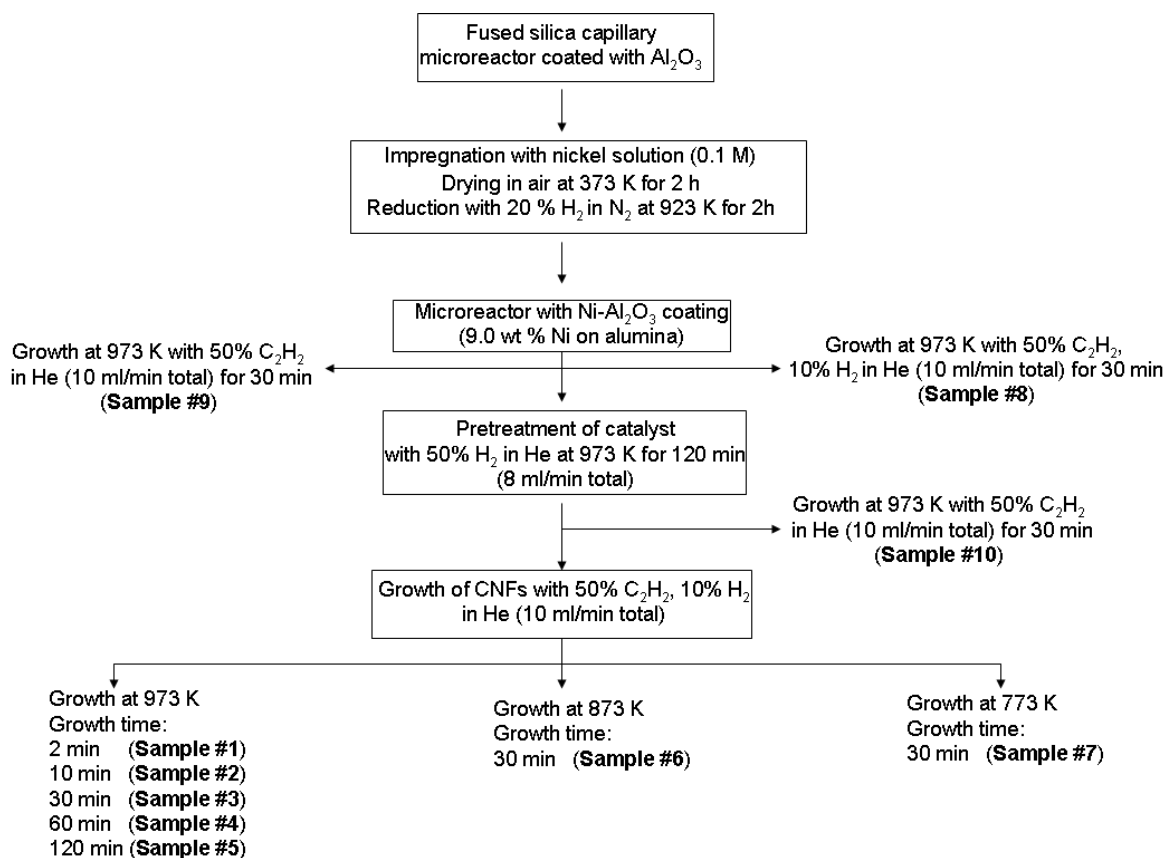 Fused silica capillary
microreactor coated with Al₂O₃
Impregnation with nickel solution (0.1 M)
Drying in air at 373 K for 2 h
Reduction with 20 % H₂ in N₂ at 923 K for 2h
Microreactor with Ni-Al₂O₃ coating
(9.0 wt % Ni on alumina)
Growth at 973 K with 50% C₂H₂
in He (10 ml/min total) for 30 min
(Sample #9)
Growth at 973 K with 50% C₂H₂,
10% H₂ in He (10 ml/min total) for 30 min
(Sample #8)
Pretreatment of catalyst
with 50% H₂ in He at 973 K for 120 min
(8 ml/min total)
Growth at 973 K with 50% C₂H₂
in He (10 ml/min total) for 30 min
(Sample #10)
Growth of CNFs with 50% C₂H₂, 10% H₂
in He (10 ml/min total)
Growth at 973 K
Growth time:
2 min (Sample #1)
10 min (Sample #2)
30 min (Sample #3)
60 min (Sample #4)
120 min (Sample #5)
Growth at 873 K
Growth time:
30 min (Sample #6)
Growth at 773 K
Growth time:
30 min (Sample #7)